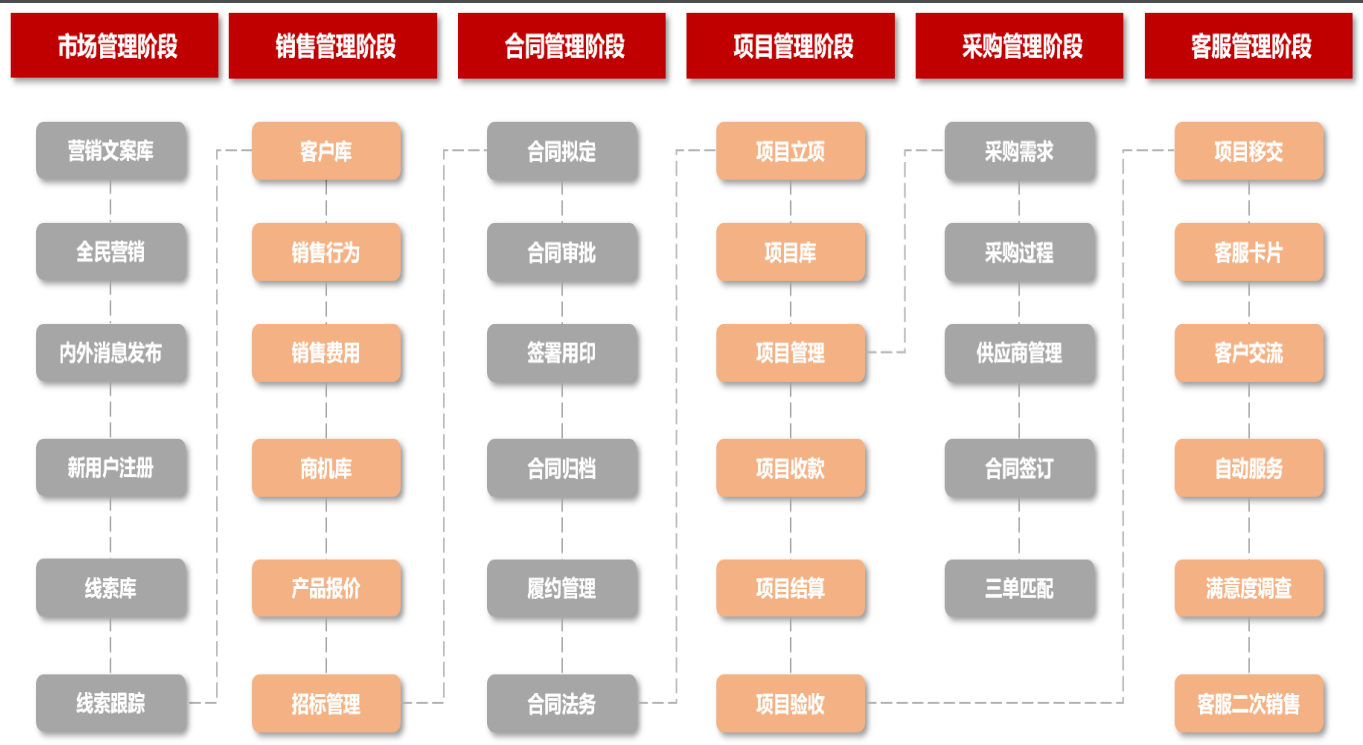 市场管理阶段
销售管理阶段
合同管理阶段
项目管理阶段
采购管理阶段
客服管理阶段
营销文案库
客户库
合同拟定
项目立项
采购需求
项目移交
全民营销
销售行为
合同审批
项目库
采购过程
客服卡片
内外消息发布
销售费用
签署用印
项目管理
供应商管理
客户交流
新用户注册
商机库
合同归档
项目收款
合同签订
自动服务
线索库
产品报价
履约管理
项目结算
三单匹配
满意度调查
线索跟踪
招标管理
合同法务
项目验收
客服二次销售